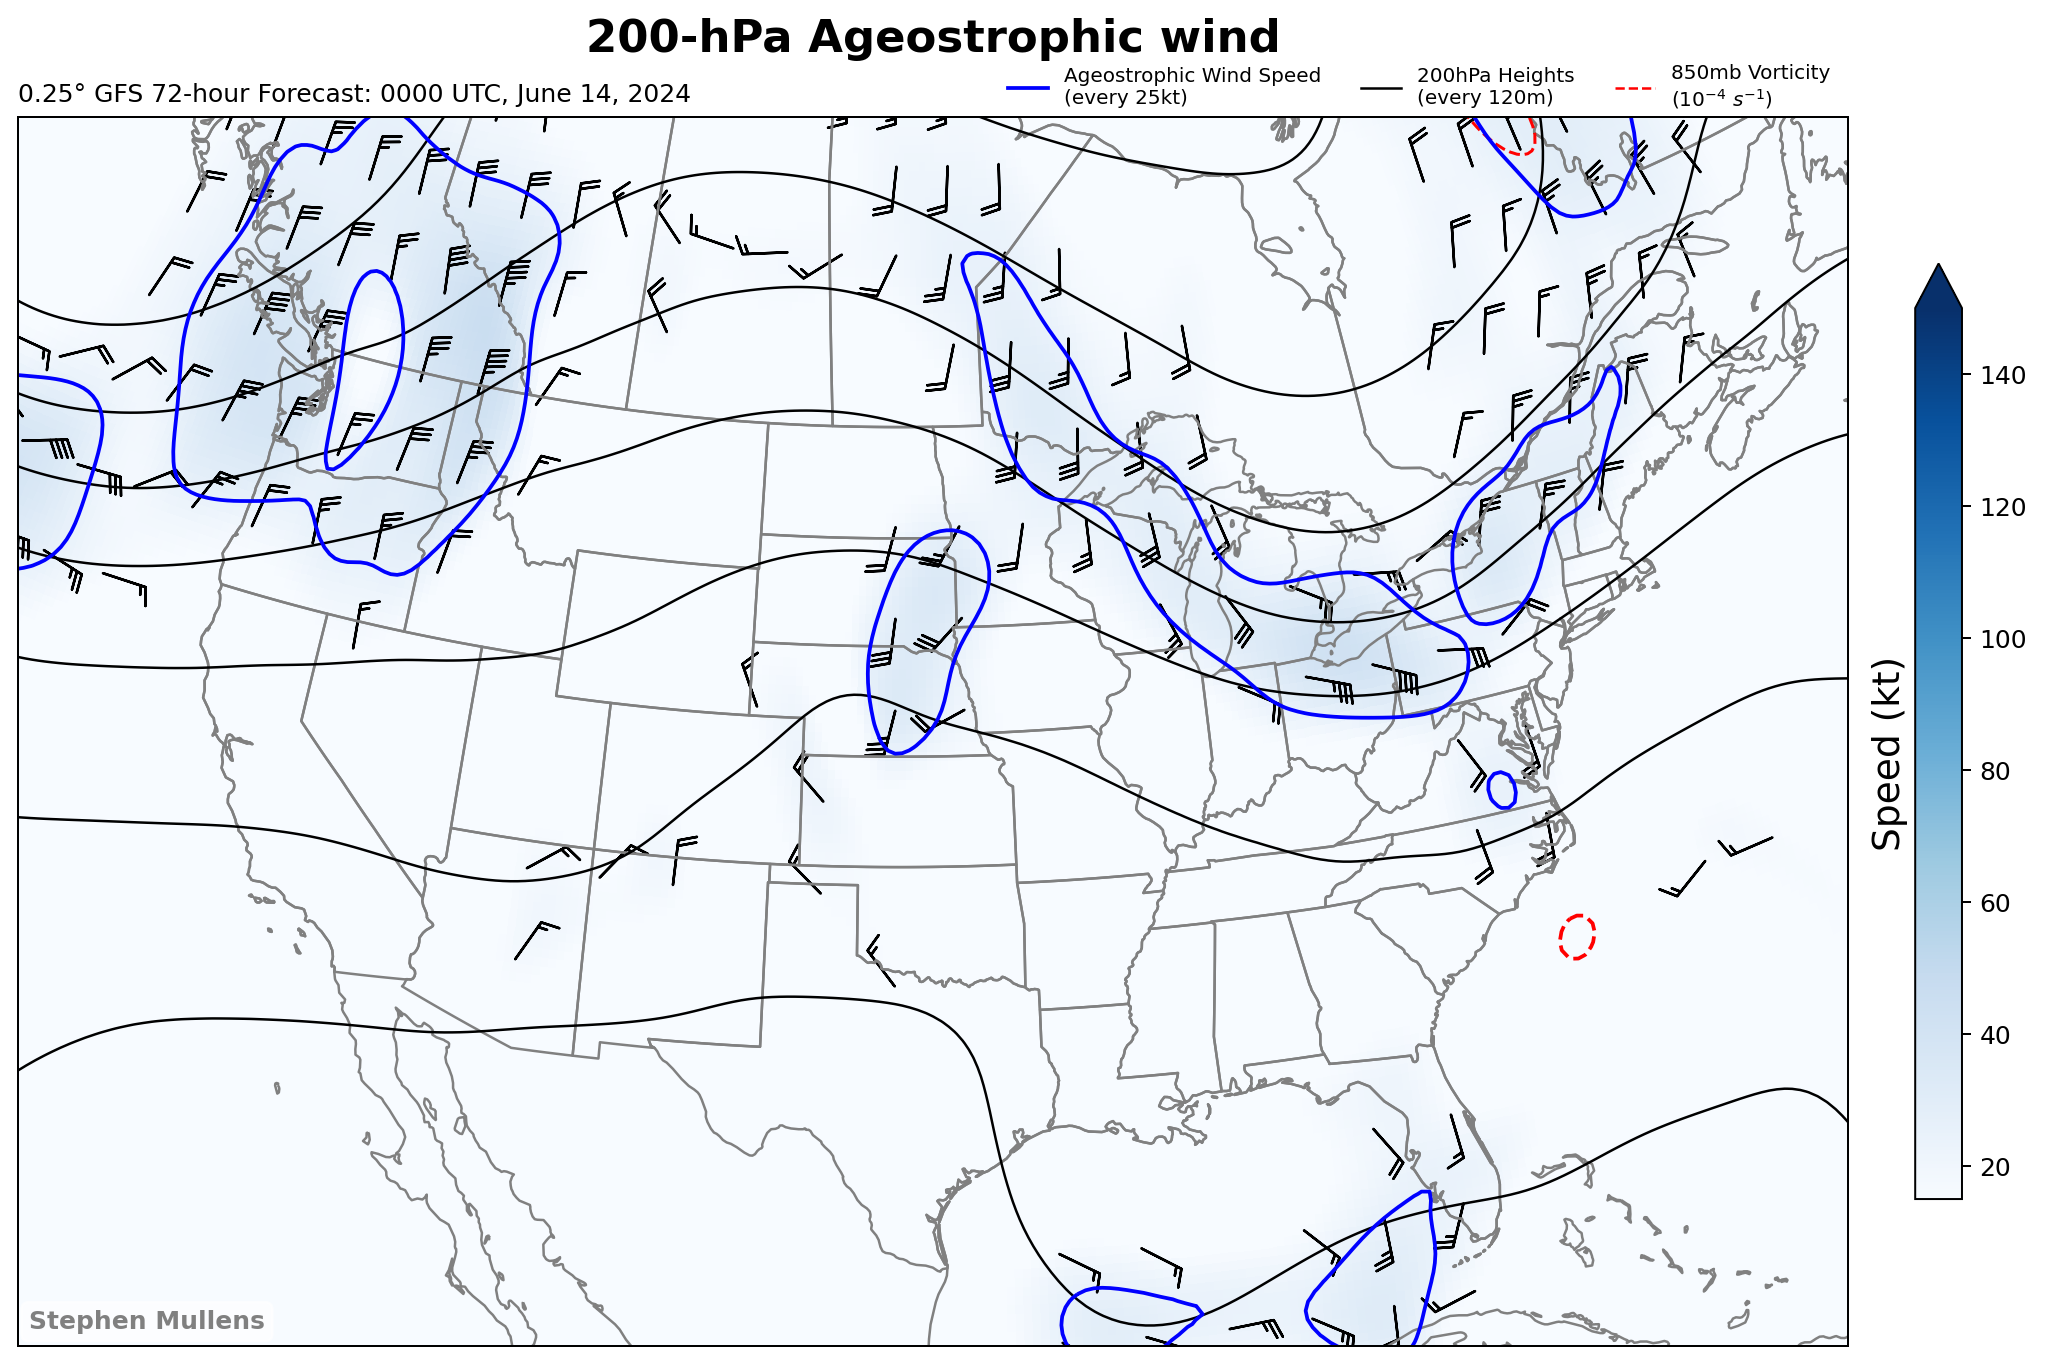 200-hPa Ageostrophic wind
0.25° GFS 72-hour Forecast: 0000 UTC, June 14, 2024
Ageostrophic Wind Speed
(every 25kt)
200hPa Heights
(every 120m)
850mb Vorticity
(10⁻⁴ s⁻¹)
140
120
100
80
60
40
20
Speed (kt)
Stephen Mullens